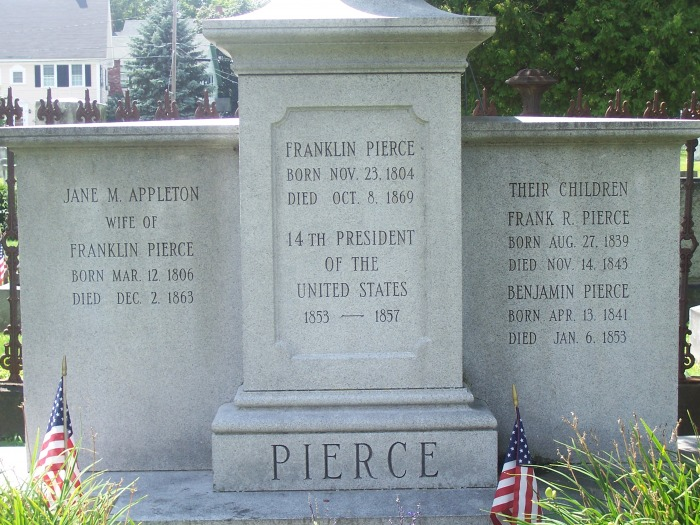 JANE M. APPLETON
WIFE OF
FRANKLIN PIERCE
BORN MAR. 12. 1806
DIED DEC. 2. 1863
FRANKLIN PIERCE
BORN NOV. 23, 1804
DIED OCT. 8. 1869
14 TH PRESIDENT
OF THE
UNITED STATES
1853 — 1857
THEIR CHILDREN
FRANK R. PIERCE
BORN AUG. 27, 1839
DIED NOV. 14. 1843
BENJAMIN PIERCE
BORN APR. 13. 1841
DIED JAN. 6. 1853
PIERCE